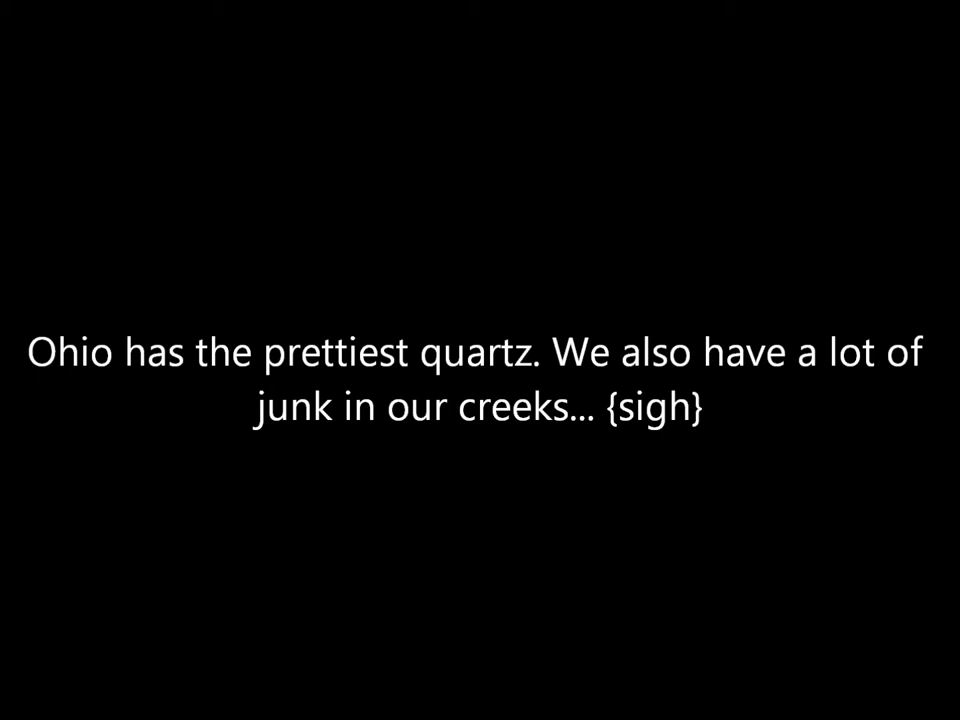 Ohio has the prettiest quartz. We also have a lot of
junk in our creeks... {sigh}